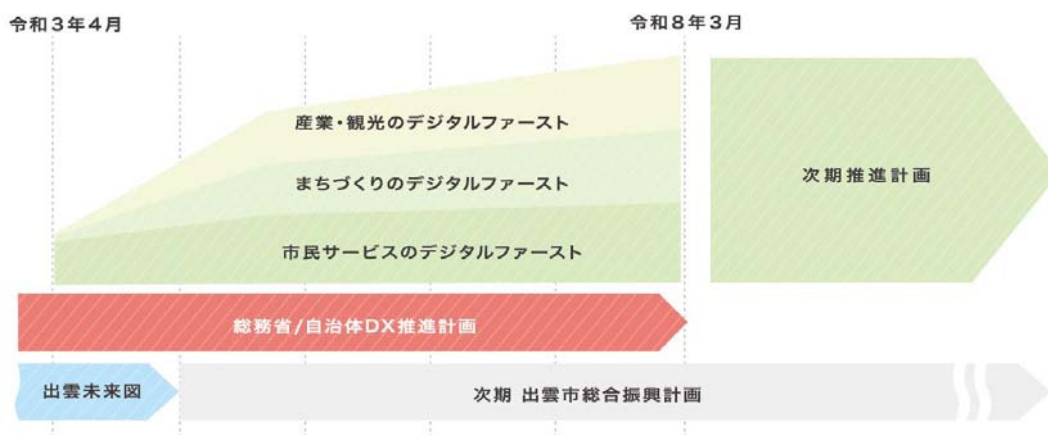 令和3年4月
令和8年3月
産業・観光のデジタルファースト
まちづくりのデジタルファースト
市民サービスのデジタルファースト
次期推進計画
総務省/自治体DX推進計画
出雲未来図
次期 出雲市総合振興計画